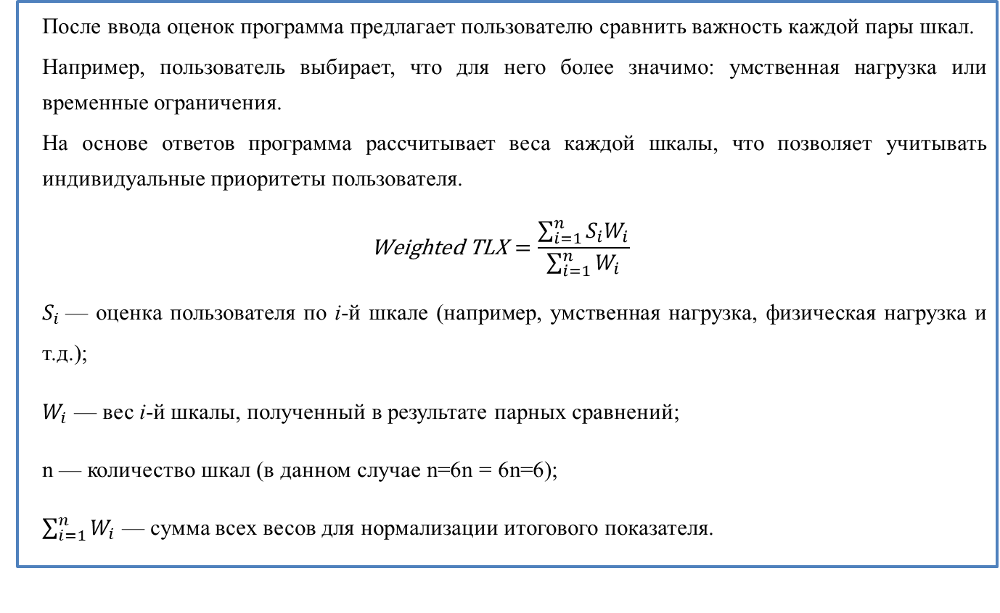 После ввода оценок программа предлагает пользователю сравнить важность каждой пары шкал.
Например, пользователь выбирает, что для него более значимо: умственная нагрузка или
временные ограничения.
На основе ответов программа рассчитывает веса каждой шкалы, что позволяет учитывать
индивидуальные приоритеты пользователя.
Weighted TLX = \frac{\sum_{i=1}^{n} S_i W_i}{\sum_{i=1}^{n} W_i}
S_i — оценка пользователя по i-й шкале (например, умственная нагрузка, физическая нагрузка и
т.д.);
W_i — вес i-й шкалы, полученный в результате парных сравнений;
n — количество шкал (в данном случае n=6n = 6n=6);
\sum_{i=1}^{n} W_i — сумма всех весов для нормализации итогового показателя.